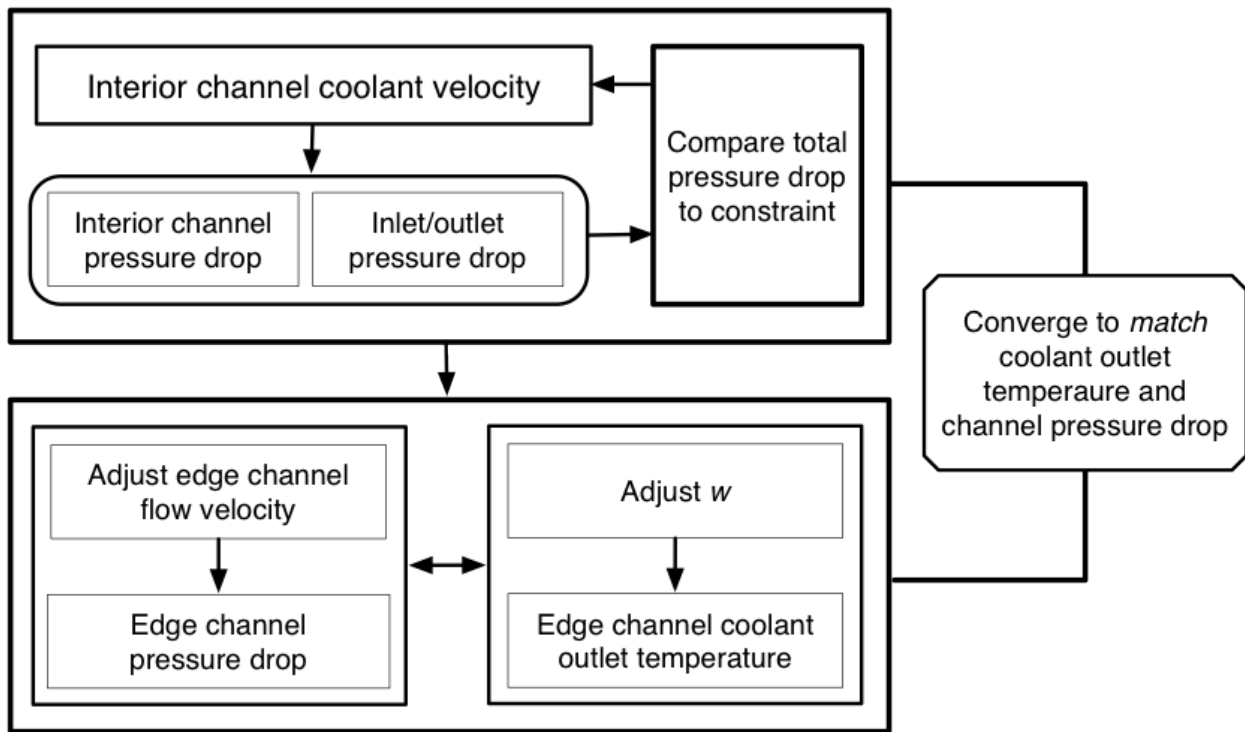 Interior channel coolant velocity
Compare total
pressure drop
to constraint
Interior channel
pressure drop
Inlet/outlet
pressure drop
Converge to match
coolant outlet
temperaure and
channel pressure drop
Adjust edge channel
flow velocity
Adjust w
Edge channel
pressure drop
Edge channel coolant
outlet temperature